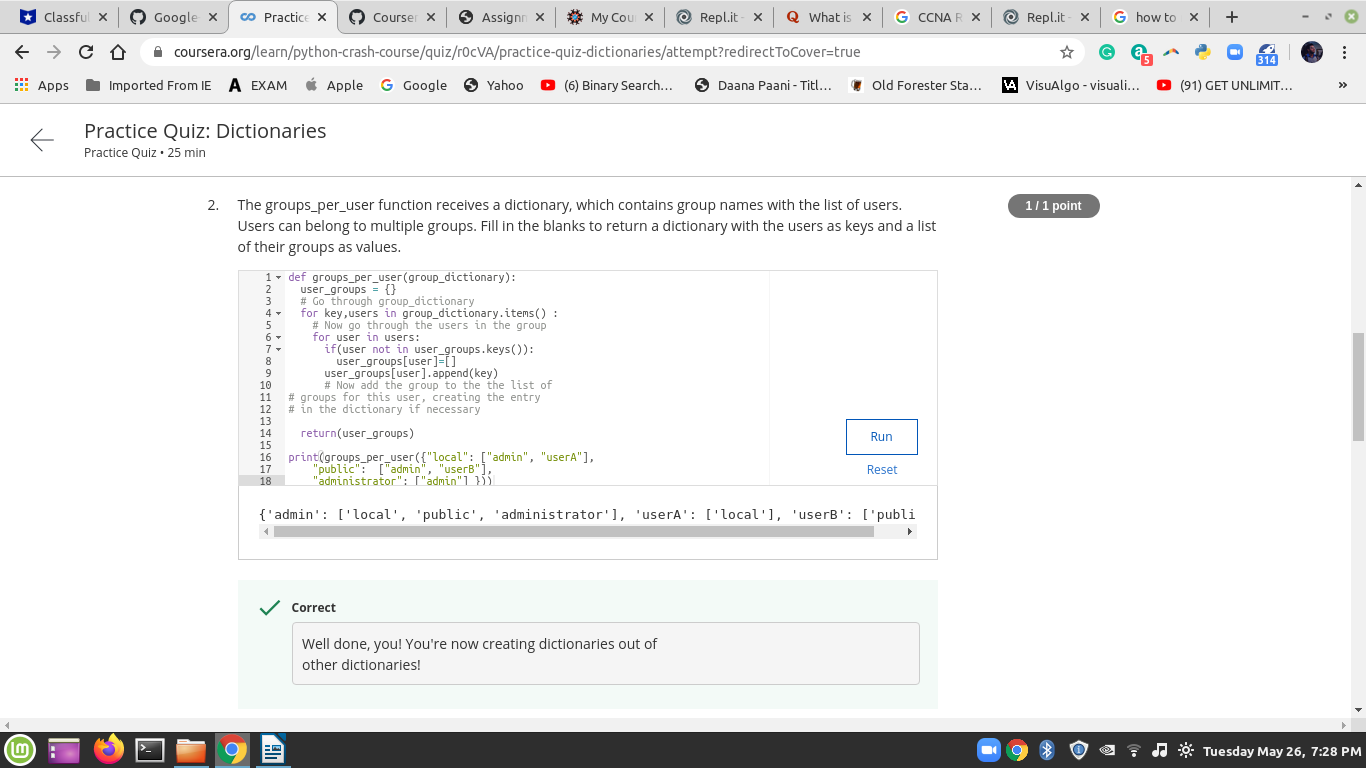 Classful
Google
Practice
Courser
Assignn
My Cou
Repl.it -
What is
CCNA R
Repl.it -
how to
coursera.org/learn/python-crash-course/quiz/r0cVA/practice-quiz-dictionaries/attempt?redirectToCover=true
5
314
Apps
Imported From IE
EXAM
Apple
Google
Yahoo
(6) Binary Search...
Daana Paani - Titl...
Old Forester Sta...
VisuAlgo - visuali...
(91) GET UNLIMIT...
»
Practice Quiz: Dictionaries
Practice Quiz • 25 min
2. The groups_per_user function receives a dictionary, which contains group names with the list of users.
Users can belong to multiple groups. Fill in the blanks to return a dictionary with the users as keys and a list
of their groups as values.
1 / 1 point
1 def groups_per_user(group_dictionary):
2 user_groups = {}
3 # Go through group_dictionary
4 for key,users in group_dictionary.items() :
5 # Now go through the users in the group
6 for user in users:
7 if(user not in user_groups.keys()):
8 user_groups[user]=[]
9 user_groups[user].append(key)
10 # Now add the group to the the list of
11 # groups for this user, creating the entry
12 # in the dictionary if necessary
13
14 return(user_groups)
15
16 print(groups_per_user({"local": ["admin", "userA"],
17 "public":  ["admin", "userB"],
18 "administrator": ["admin"] }))
Run
Reset
{'admin': ['local', 'public', 'administrator'], 'userA': ['local'], 'userB': ['publi
Correct
Well done, you! You're now creating dictionaries out of
other dictionaries!
Tuesday May 26, 7:28 PM